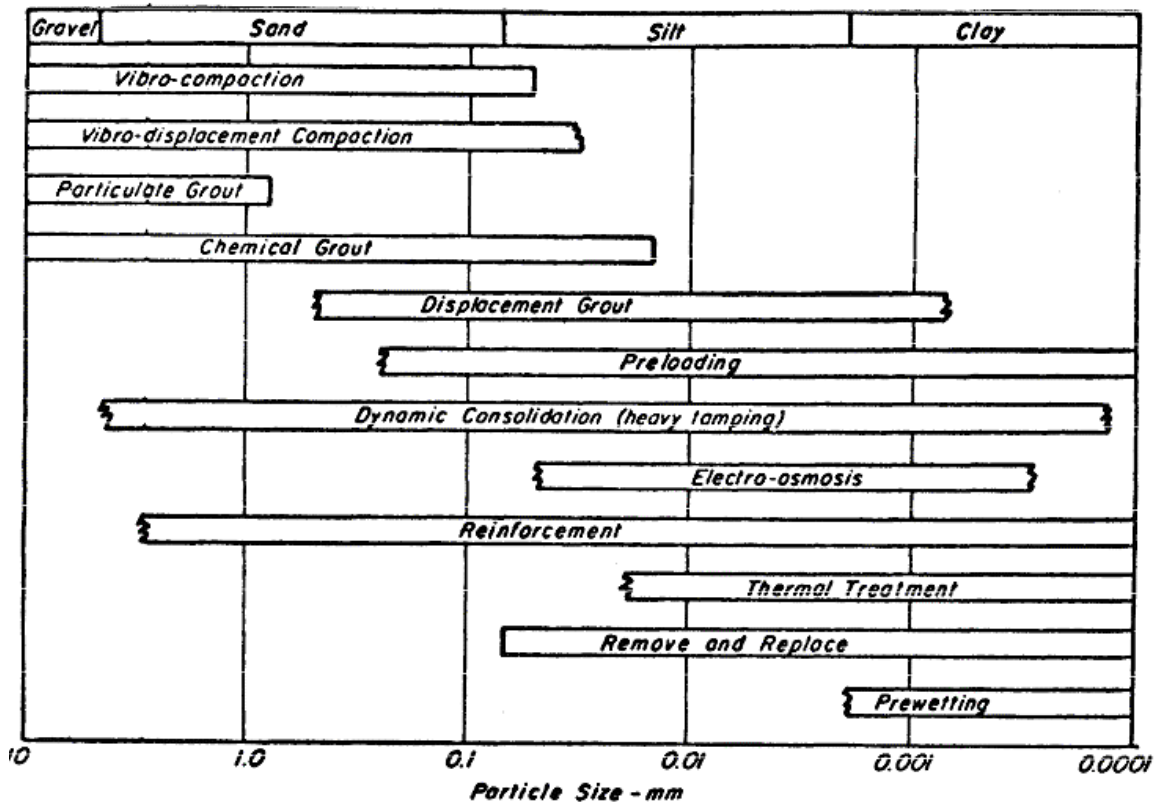 Gravel Sand Silt Clay
Vibro-compaction
Vibro-displacement Compaction
Particulate Grout
Chemical Grout
Displacement Grout
Preloading
Dynamic Consolidation (heavy tamping)
Electro-osmosis
Reinforcement
Thermal Treatment
Remove and Replace
Prewetting
10 1.0 0.1 0.01 0.001 0.0001
Particle Size - mm